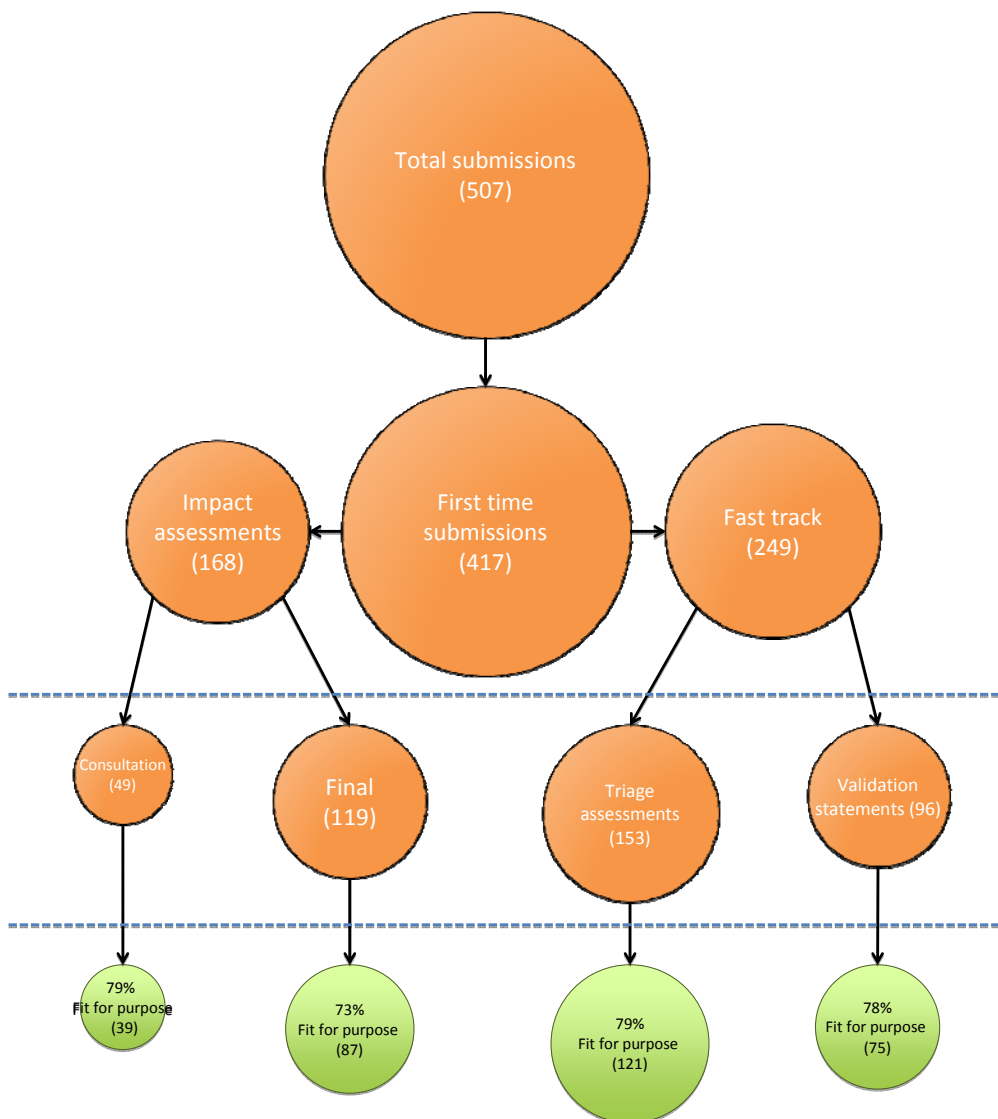 Total submissions
(507)
Impact
assessments
(168)
First time
submissions
(417)
Fast track
(249)
Consultation
(49)
Final
(119)
Triage
assessments
(153)
Validation
statements (96)
79%
Fit for purpose
(39)
73%
Fit for purpose
(87)
79%
Fit for purpose
(121)
78%
Fit for purpose
(75)